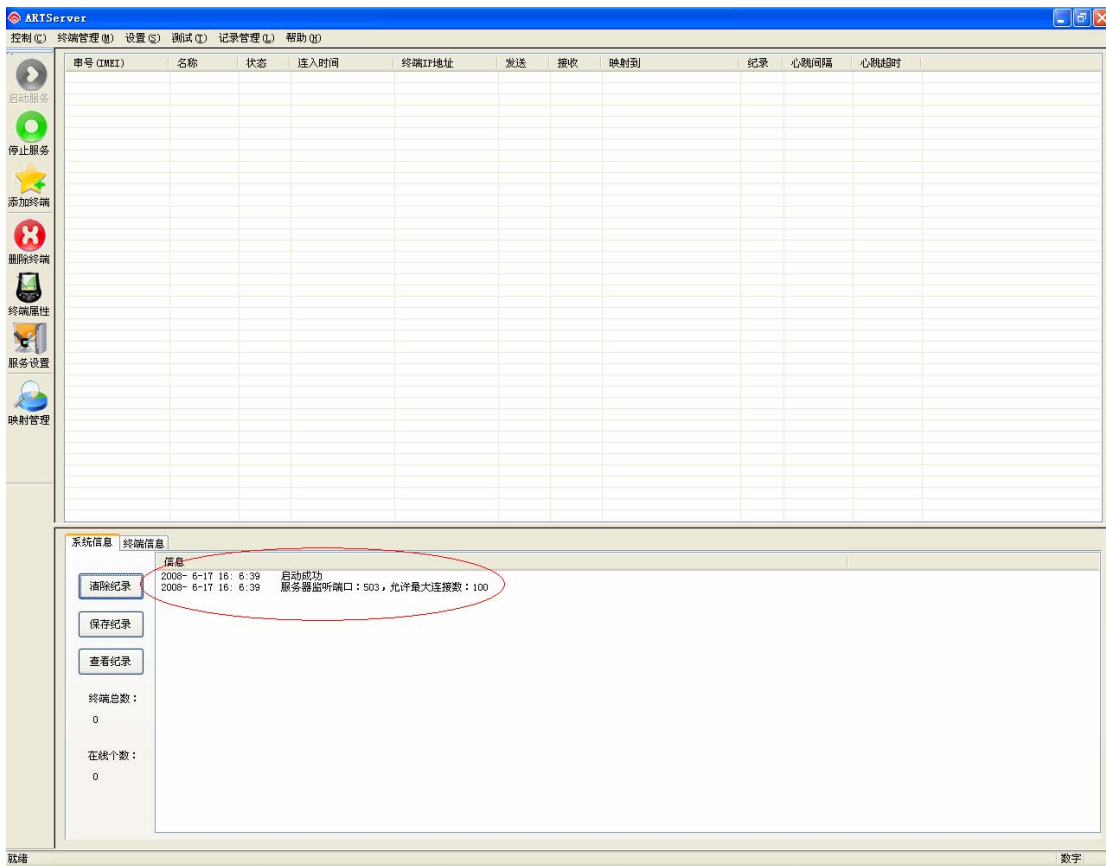 ARTServer
控制(C) 终端管理(M) 设置(S) 测试(T) 记录管理(L) 帮助(H)
串号(IMEI) 名称 状态 连入时间 终端IP地址 发送 接收 映射到 纪录 心跳间隔 心跳超时
启动服务
停止服务
添加终端
删除终端
终端属性
服务设置
映射管理
系统信息 终端信息
信息
2008- 6-17 16: 6:39 启动成功
2008- 6-17 16: 6:39 服务器监听端口：503，允许最大连接数：100
清除纪录
保存纪录
查看纪录
终端总数：
0
在线个数：
0
就绪 数字